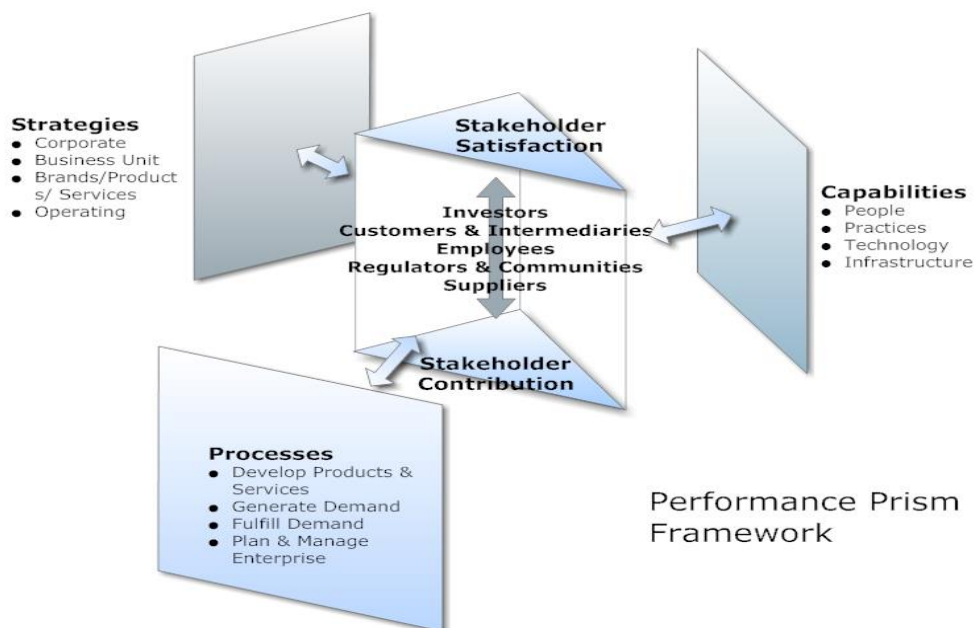 Strategies
● Corporate
● Business Unit
● Brands/Product
s/ Services
● Operating
Stakeholder
Satisfaction
Investors
Customers & Intermediaries
Employees
Regulators & Communities
Suppliers
Capabilities
● People
● Practices
● Technology
● Infrastructure
Stakeholder
Contribution
Processes
● Develop Products &
Services
● Generate Demand
● Fulfill Demand
● Plan & Manage
Enterprise
Performance Prism
Framework